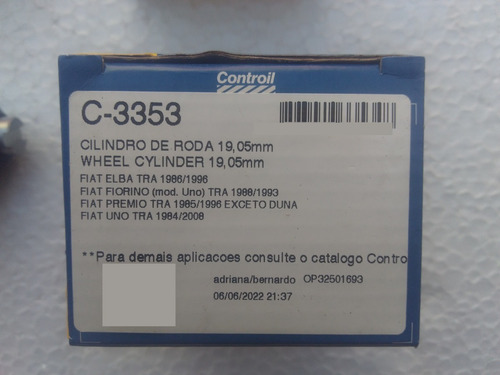 Controil
C-3353
CILINDRO DE RODA 19,05mm
WHEEL CYLINDER 19,05mm
FIAT ELBA TRA 1986/1996
FIAT FIORINO (mod. Uno) TRA 1988/1993
FIAT PREMIO TRA 1985/1996 EXCETO DUNA
FIAT UNO TRA 1984/2008
**Para demais aplicacoes consulte o catalogo Contro
adriana/bernardo OP32501693
06/06/2022 21:37